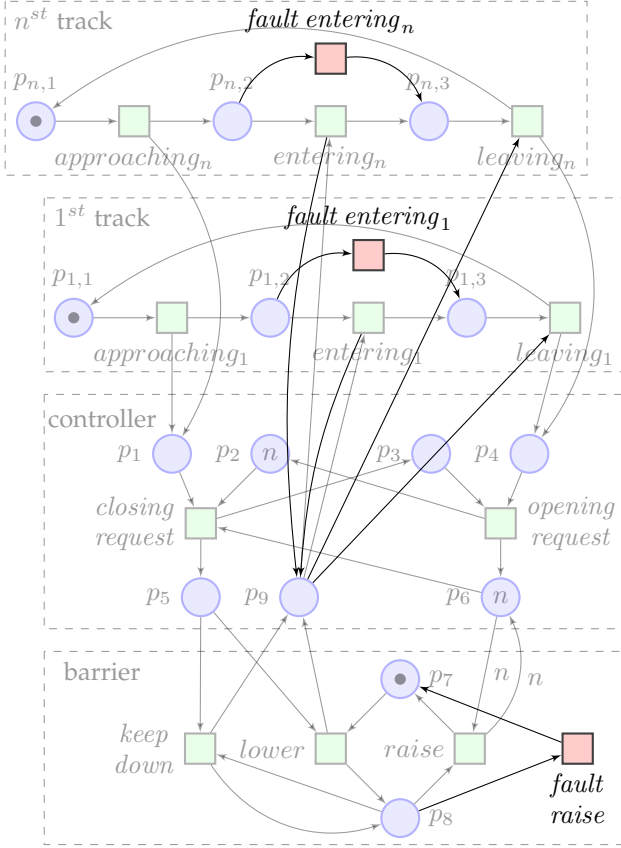 n^st track
fault entering_n
p_n,1
p_n,2
p_n,3
approaching_n
entering_n
leaving_n
1^st track
fault entering_1
p_1,1
p_1,2
p_1,3
approaching_1
entering_1
leaving_1
controller
p_1
p_2
n
p_3
p_4
closing
request
opening
request
p_5
p_9
p_6
n
barrier
p_7
n
n
keep
down
lower
raise
fault
raise
p_8